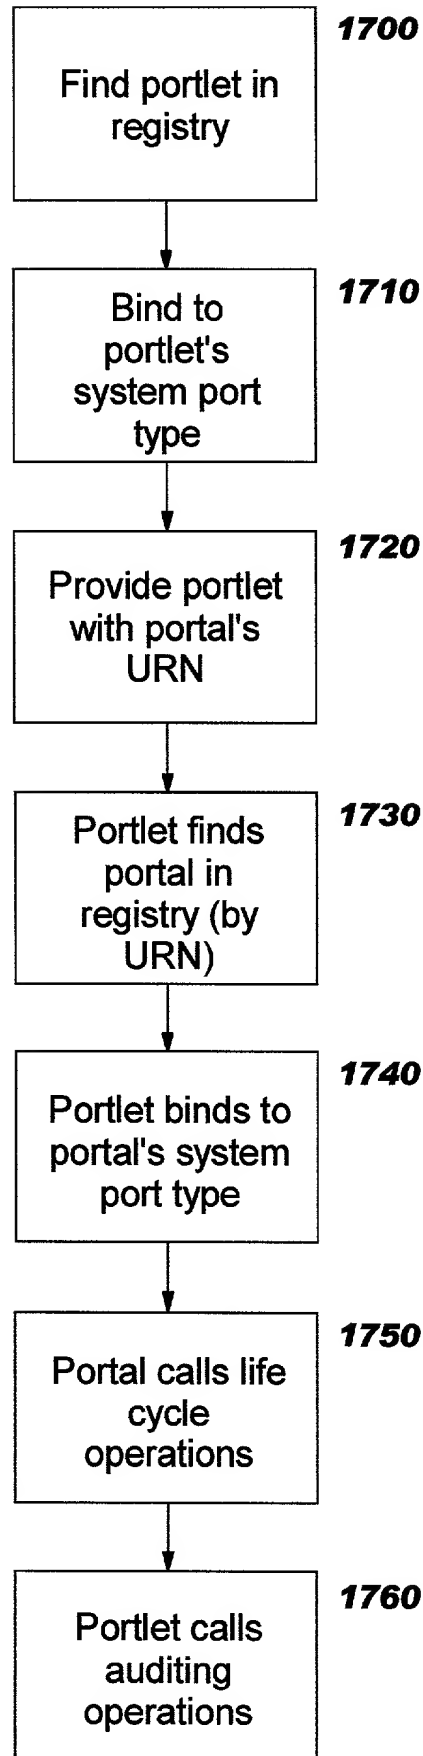 1700
Find portlet in
registry
1710
Bind to
portlet's
system port
type
1720
Provide portlet
with portal's
URN
1730
Portlet finds
portal in
registry (by
URN)
1740
Portlet binds to
portal's system
port type
1750
Portal calls life
cycle
operations
1760
Portlet calls
auditing
operations